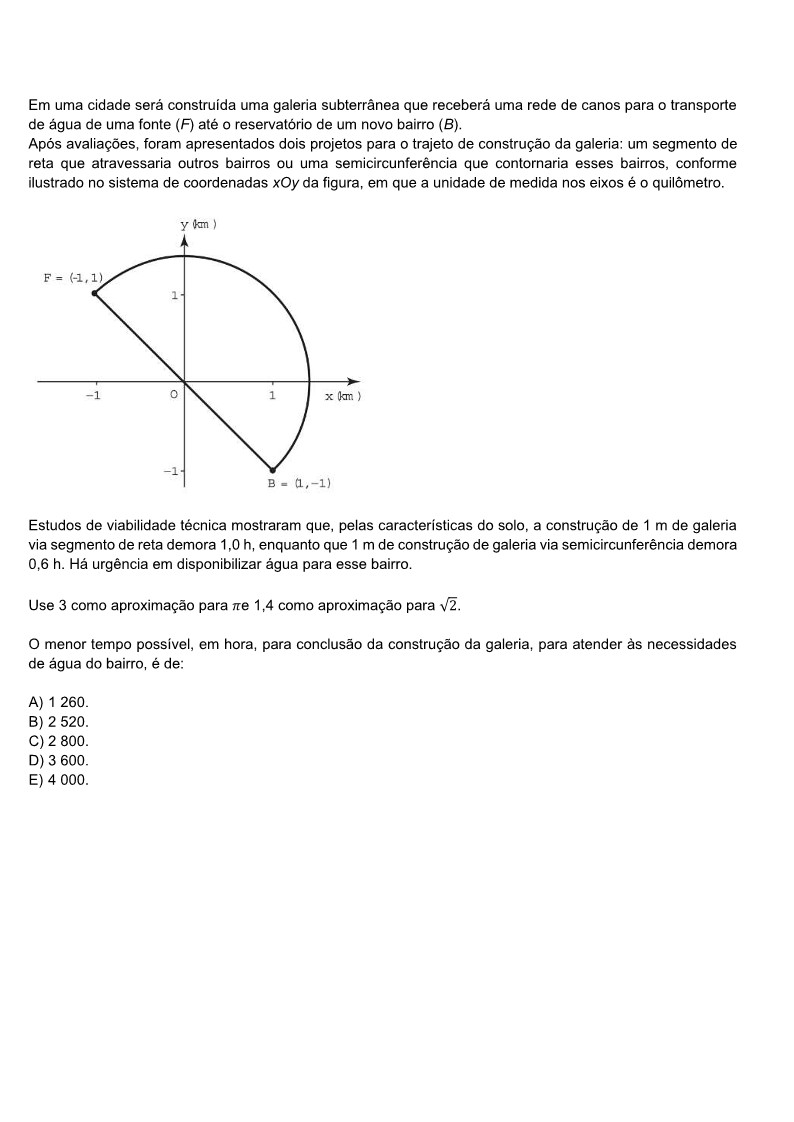 Em uma cidade será construída uma galeria subterrânea que receberá uma rede de canos para o transporte
de água de uma fonte (F) até o reservatório de um novo bairro (B).
Após avaliações, foram apresentados dois projetos para o trajeto de construção da galeria: um segmento de
reta que atravessaria outros bairros ou uma semicircunferência que contornaria esses bairros, conforme
ilustrado no sistema de coordenadas xOy da figura, em que a unidade de medida nos eixos é o quilômetro.
y (km )
F = (-1,1)
1
−1
O
1
x (km )
−1
B = (1,−1)
Estudos de viabilidade técnica mostraram que, pelas características do solo, a construção de 1 m de galeria
via segmento de reta demora 1,0 h, enquanto que 1 m de construção de galeria via semicircunferência demora
0,6 h. Há urgência em disponibilizar água para esse bairro.
Use 3 como aproximação para πe 1,4 como aproximação para √2.
O menor tempo possível, em hora, para conclusão da construção da galeria, para atender às necessidades
de água do bairro, é de:
A) 1 260.
B) 2 520.
C) 2 800.
D) 3 600.
E) 4 000.